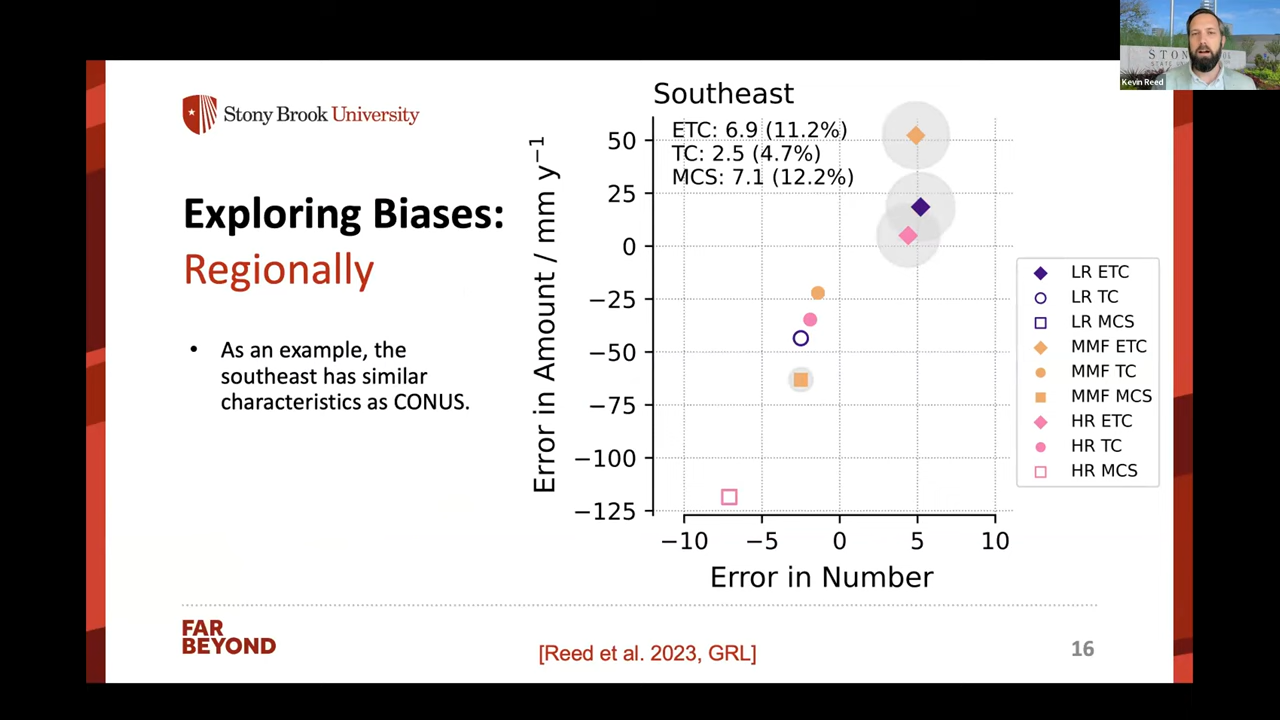 STON
Kevin Reed
Stony Brook University
Exploring Biases:
Regionally
• As an example, the
southeast has similar
characteristics as CONUS.
Southeast
ETC: 6.9 (11.2%)
TC: 2.5 (4.7%)
MCS: 7.1 (12.2%)
Error in Amount / mm y⁻¹
50
25
0
−25
−50
−75
−100
−125
−10 −5 0 5 10
Error in Number
LR ETC
LR TC
LR MCS
MMF ETC
MMF TC
MMF MCS
HR ETC
HR TC
HR MCS
FAR
BEYOND
[Reed et al. 2023, GRL]
16